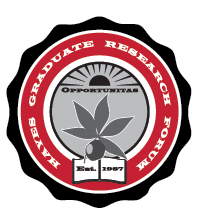 HAYES GRADUATE RESEARCH FORUM
OPPORTUNITAS
Est. 1987